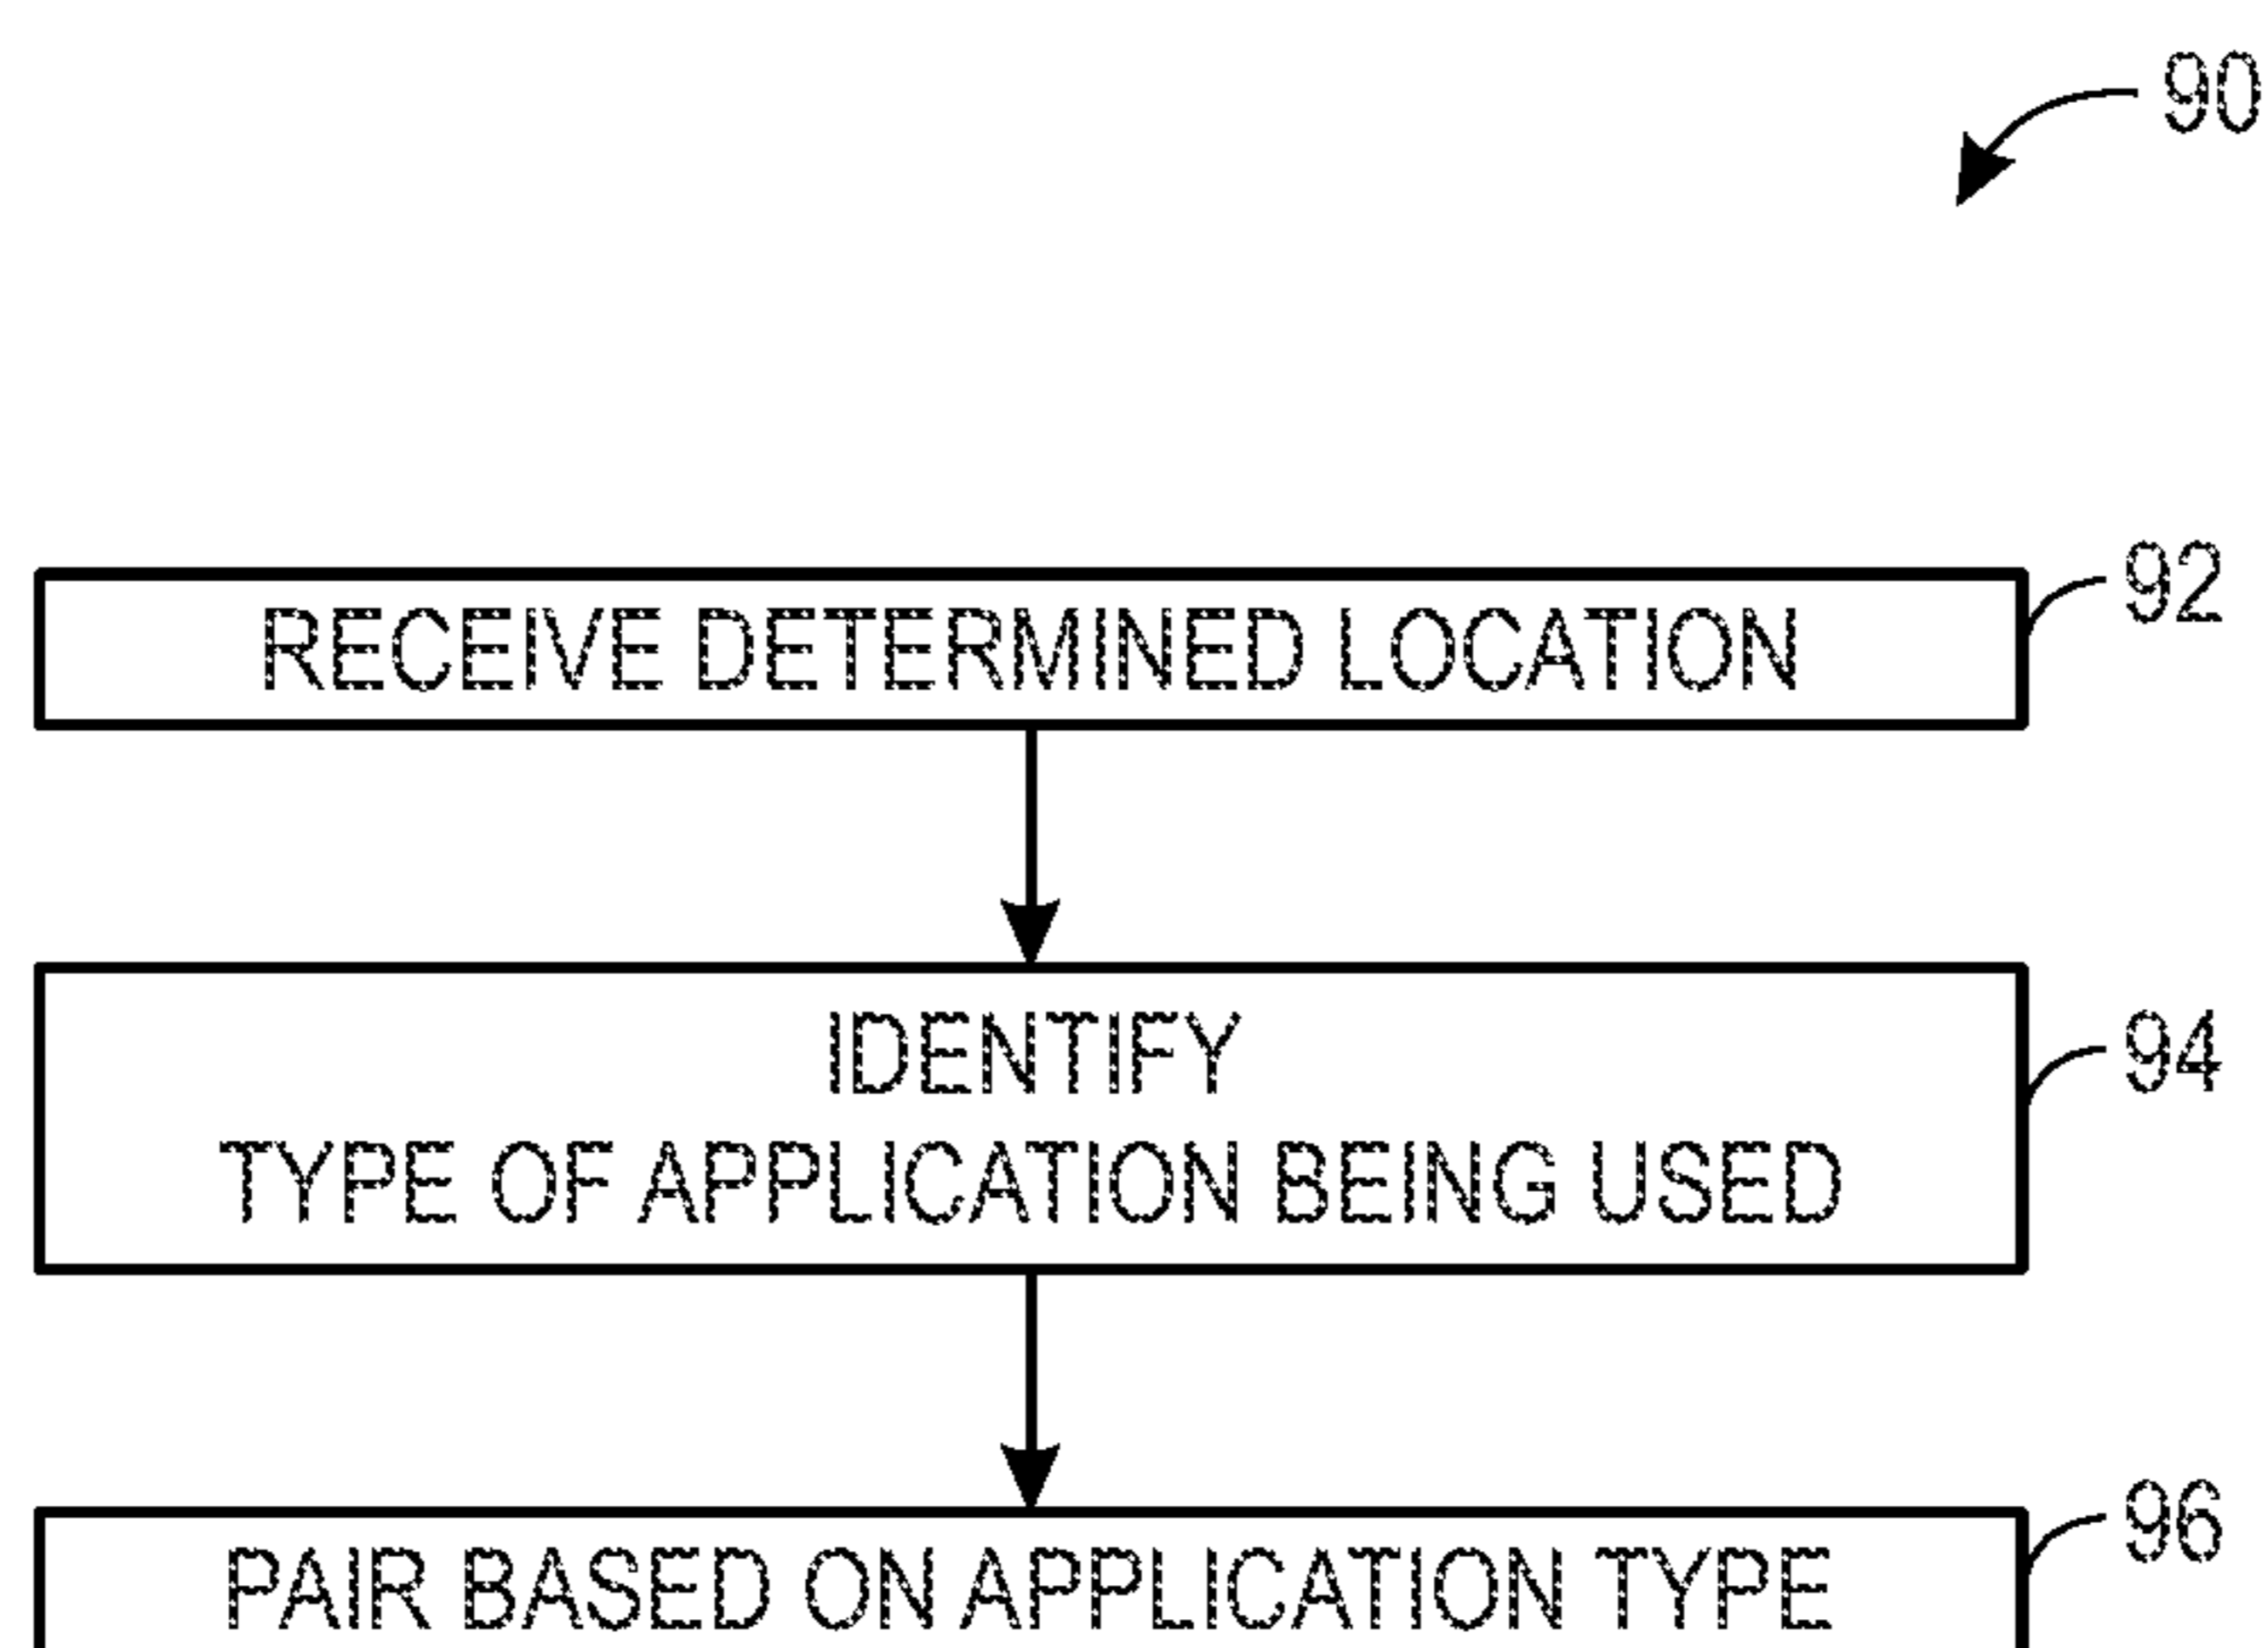 90
RECEIVE DETERMINED LOCATION
92
IDENTIFY
TYPE OF APPLICATION BEING USED
94
PAIR BASED ON APPLICATION TYPE
96